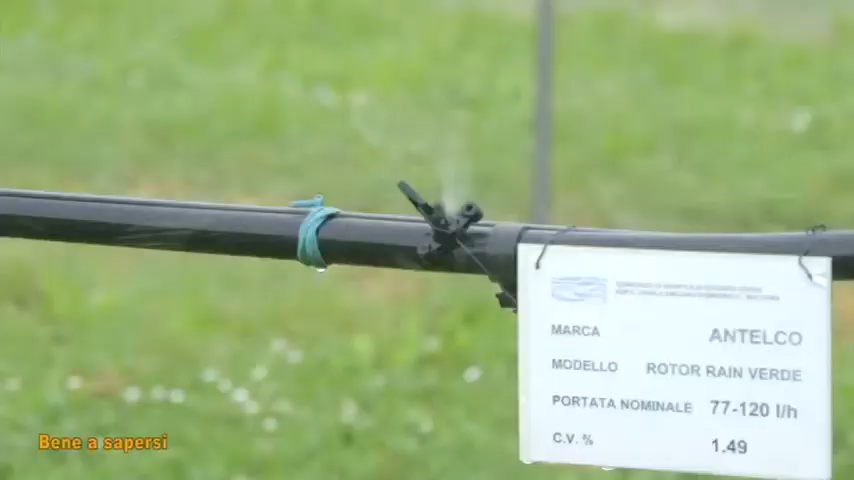 MARCA ANTELCO
MODELLO ROTOR RAIN VERDE
PORTATA NOMINALE 77-120 l/h
C.V. % 1.49
Bene a sapersi